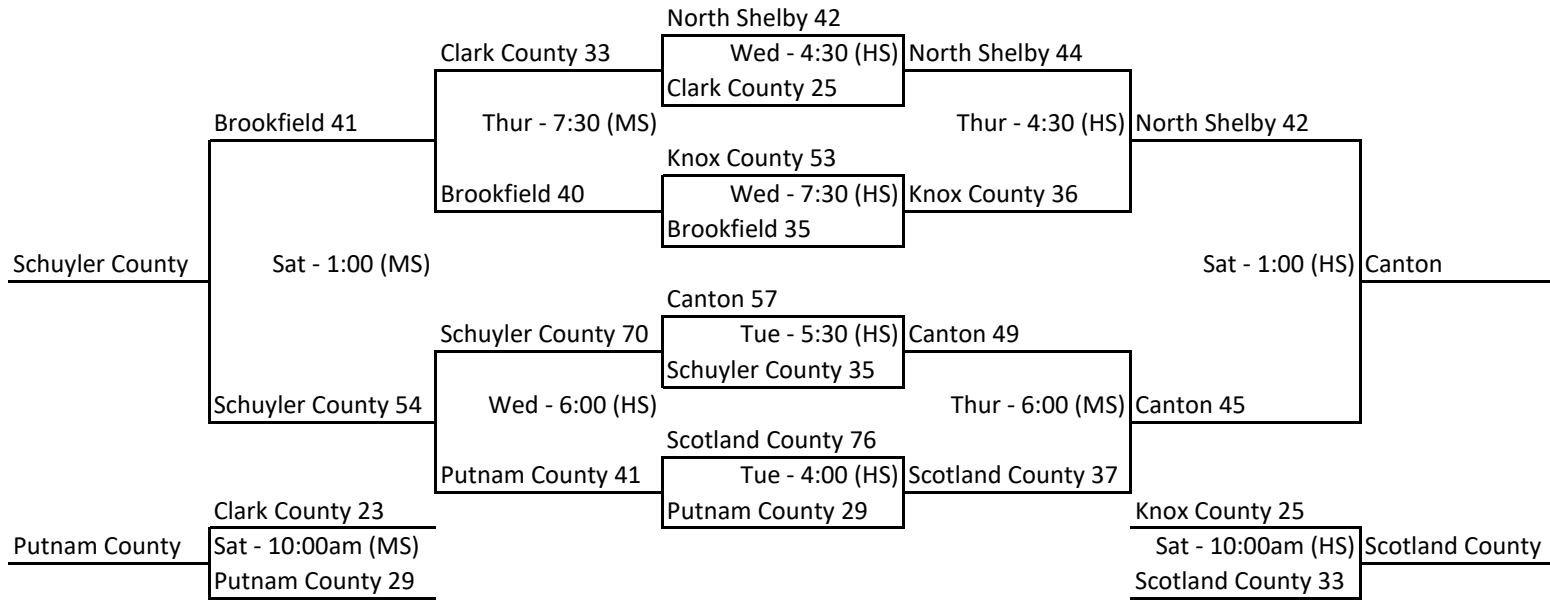 North Shelby 42
Clark County 33
Wed - 4:30 (HS)
North Shelby 44
Clark County 25
Brookfield 41
Thur - 7:30 (MS)
Thur - 4:30 (HS)
North Shelby 42
Knox County 53
Brookfield 40
Wed - 7:30 (HS)
Knox County 36
Brookfield 35
Schuyler County
Sat - 1:00 (MS)
Sat - 1:00 (HS)
Canton
Canton 57
Schuyler County 70
Tue - 5:30 (HS)
Canton 49
Schuyler County 35
Schuyler County 54
Wed - 6:00 (HS)
Thur - 6:00 (MS)
Canton 45
Scotland County 76
Putnam County 41
Tue - 4:00 (HS)
Scotland County 37
Clark County 23
Putnam County 29
Knox County 25
Putnam County
Sat - 10:00am (MS)
Sat - 10:00am (HS)
Scotland County
Putnam County 29
Scotland County 33